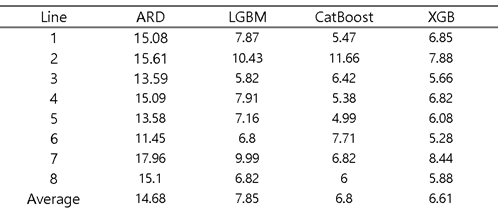 Line ARD LGBM CatBoost XGB
1 15.08 7.87 5.47 6.85
2 15.61 10.43 11.66 7.88
3 13.59 5.82 6.42 5.66
4 15.09 7.91 5.38 6.82
5 13.58 7.16 4.99 6.08
6 11.45 6.8 7.71 5.28
7 17.96 9.99 6.82 8.44
8 15.1 6.82 6 5.88
Average 14.68 7.85 6.8 6.61